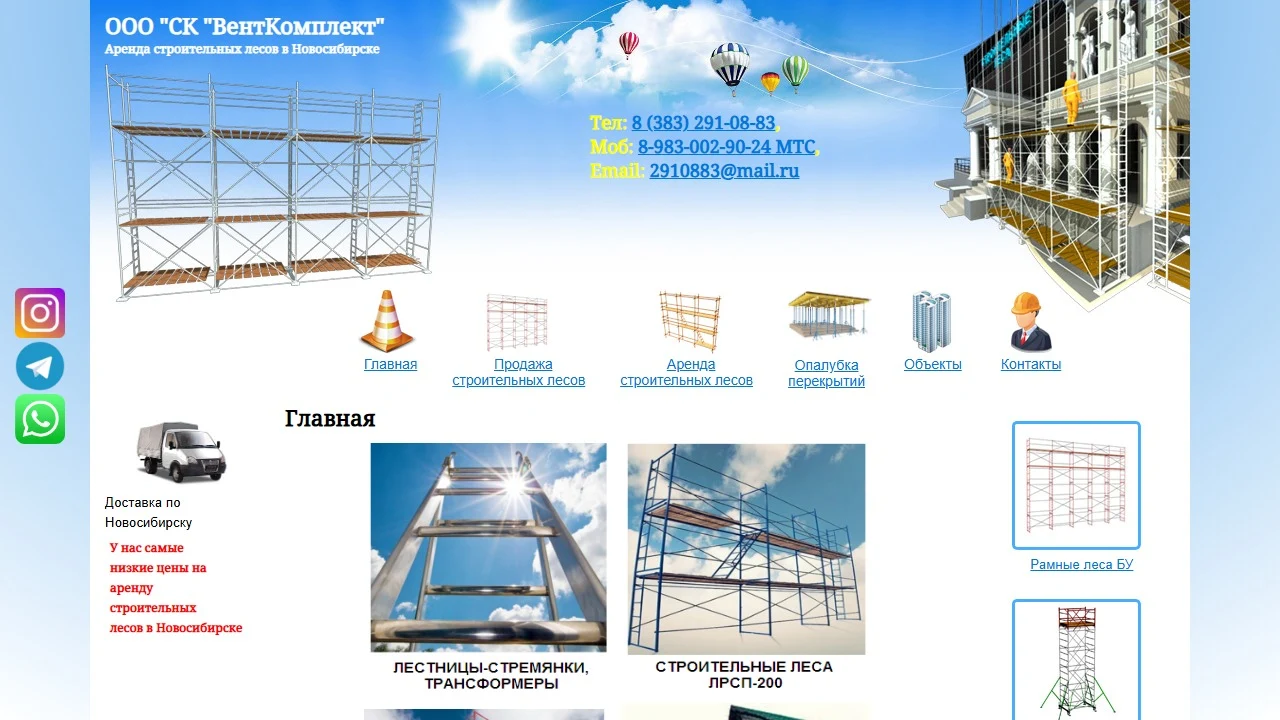 ООО "СК "ВентКомплект"
Аренда строительных лесов в Новосибирске
Тел: 8 (383) 291-08-83,
Моб: 8-983-002-90-24 МТС,
Email: 2910883@mail.ru
Главная
Продажа
строительных лесов
Аренда
строительных лесов
Опалубка
перекрытий
Объекты
Контакты
Доставка по
Новосибирску
У нас самые
низкие цены на
аренду
строительных
лесов в Новосибирске
Главная
ЛЕСТНИЦЫ-СТРЕМЯНКИ,
ТРАНСФОРМЕРЫ
СТРОИТЕЛЬНЫЕ ЛЕСА
ЛРСП-200
Рамные леса БУ